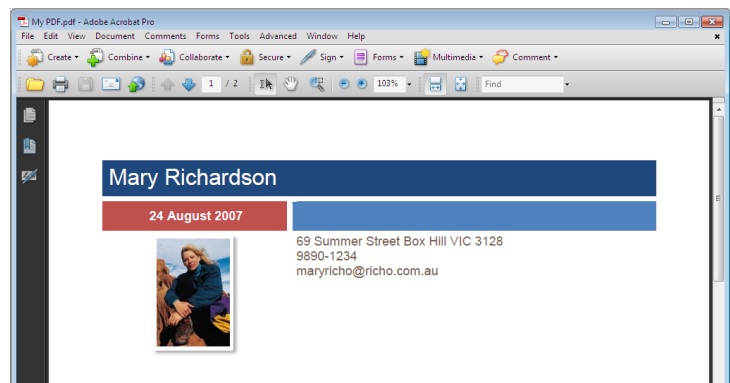 My PDF.pdf - Adobe Acrobat Pro
File Edit View Document Comments Forms Tools Advanced Window Help
Create Combine Collaborate Secure Sign Forms Multimedia Comment
1 / 2 103% Find
Mary Richardson
24 August 2007
69 Summer Street Box Hill VIC 3128
9890-1234
maryricho@richo.com.au